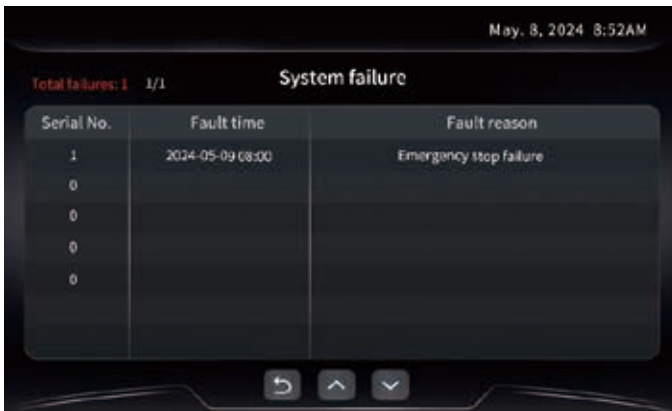 May. 8, 2024 8:52AM
Total failures: 1 1/1 System failure
Serial No. Fault time Fault reason
1 2024-05-09 08:00 Emergency stop failure
0
0
0
0